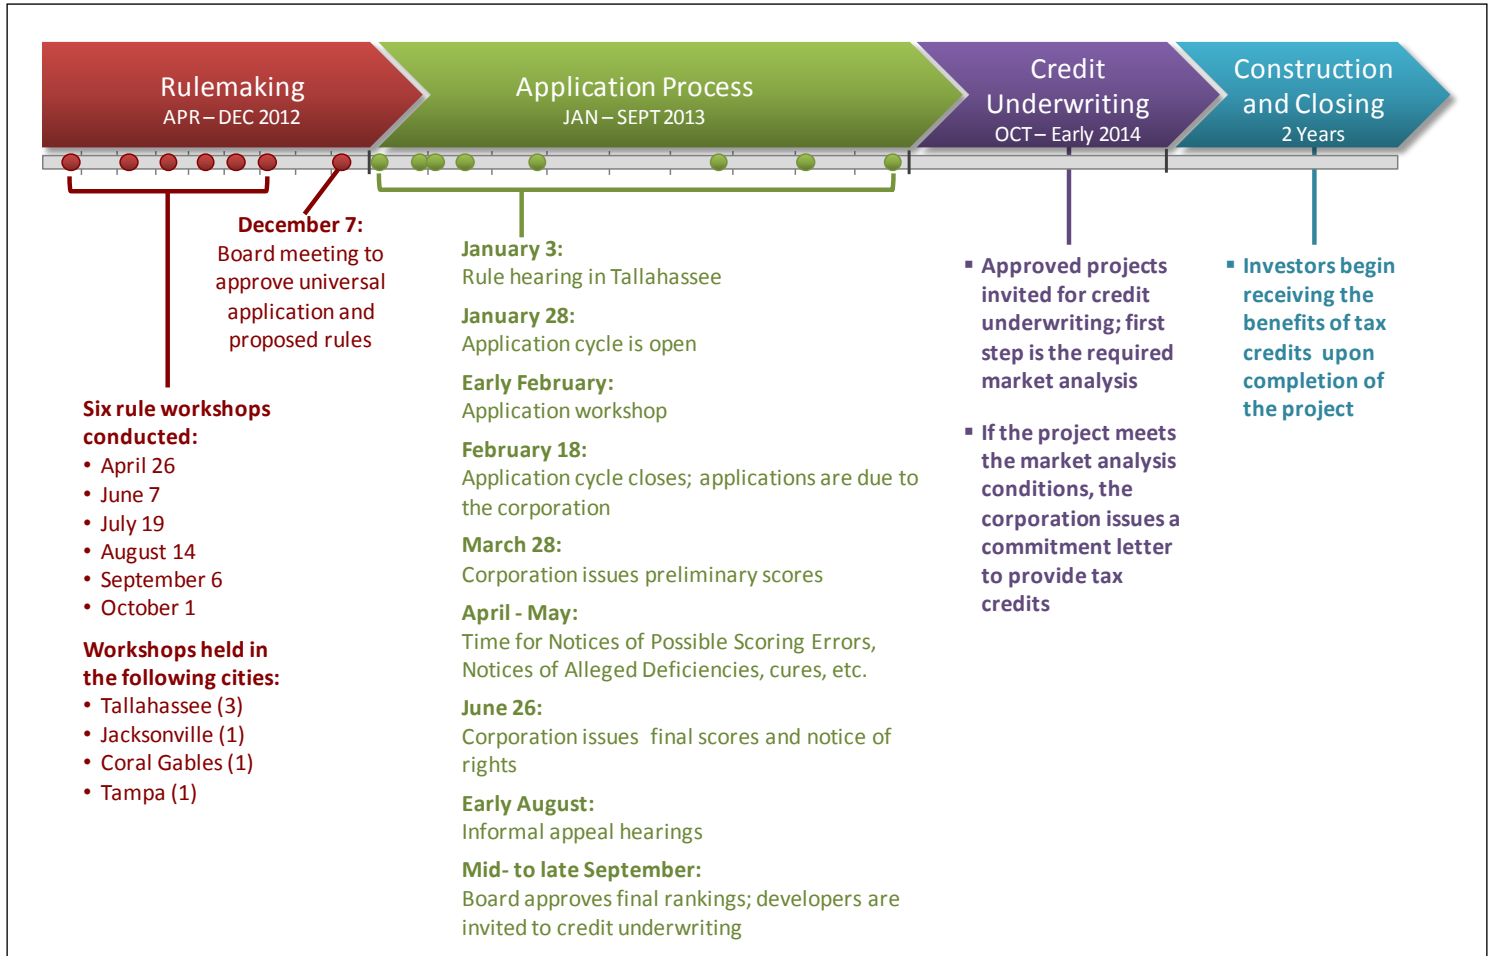 Rulemaking
APR – DEC 2012
Application Process
JAN – SEPT 2013
Credit
Underwriting
OCT – Early 2014
Construction
and Closing
2 Years
December 7:
Board meeting to
approve universal
application and
proposed rules
Six rule workshops
conducted:
• April 26
• June 7
• July 19
• August 14
• September 6
• October 1
Workshops held in
the following cities:
• Tallahassee (3)
• Jacksonville (1)
• Coral Gables (1)
• Tampa (1)
January 3:
Rule hearing in Tallahassee
January 28:
Application cycle is open
Early February:
Application workshop
February 18:
Application cycle closes; applications are due to
the corporation
March 28:
Corporation issues preliminary scores
April - May:
Time for Notices of Possible Scoring Errors,
Notices of Alleged Deficiencies, cures, etc.
June 26:
Corporation issues final scores and notice of
rights
Early August:
Informal appeal hearings
Mid- to late September:
Board approves final rankings; developers are
invited to credit underwriting
▪ Approved projects
invited for credit
underwriting; first
step is the required
market analysis
▪ If the project meets
the market analysis
conditions, the
corporation issues a
commitment letter
to provide tax
credits
▪ Investors begin
receiving the
benefits of tax
credits upon
completion of
the project